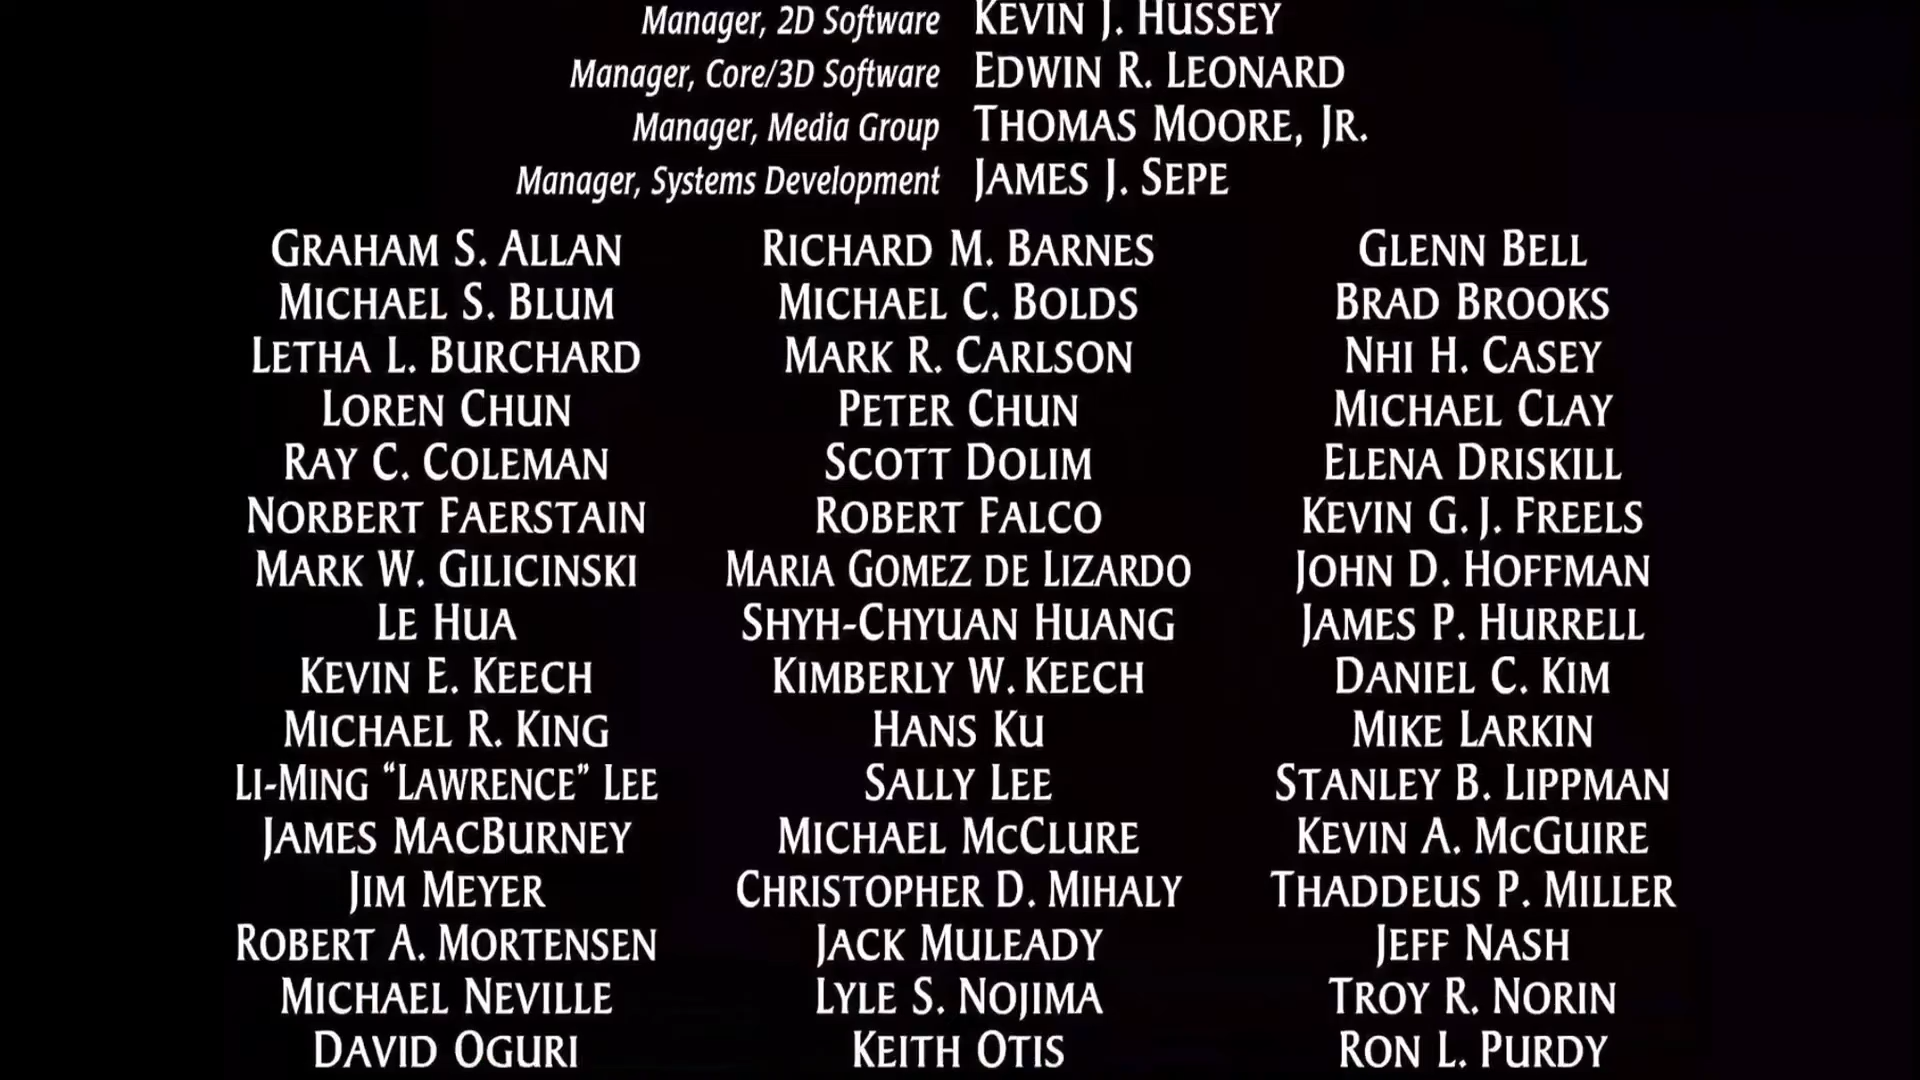 Manager, 2D Software KEVIN J. HUSSEY
Manager, Core/3D Software EDWIN R. LEONARD
Manager, Media Group THOMAS MOORE, JR.
Manager, Systems Development JAMES J. SEPE
GRAHAM S. ALLAN RICHARD M. BARNES GLENN BELL
MICHAEL S. BLUM MICHAEL C. BOLDS BRAD BROOKS
LETHA L. BURCHARD MARK R. CARLSON NHI H. CASEY
LOREN CHUN PETER CHUN MICHAEL CLAY
RAY C. COLEMAN SCOTT DOLIM ELENA DRISKILL
NORBERT FAERSTAIN ROBERT FALCO KEVIN G. J. FREELS
MARK W. GILICINSKI MARIA GOMEZ DE LIZARDO JOHN D. HOFFMAN
LE HUA SHYH-CHYUAN HUANG JAMES P. HURRELL
KEVIN E. KEECH KIMBERLY W. KEECH DANIEL C. KIM
MICHAEL R. KING HANS KU MIKE LARKIN
LI-MING “LAWRENCE” LEE SALLY LEE STANLEY B. LIPPMAN
JAMES MACBURNEY MICHAEL MCCLURE KEVIN A. MCGUIRE
JIM MEYER CHRISTOPHER D. MIHALY THADDEUS P. MILLER
ROBERT A. MORTENSEN JACK MULEADY JEFF NASH
MICHAEL NEVILLE LYLE S. NOJIMA TROY R. NORIN
DAVID OGURI KEITH OTIS RON L. PURDY